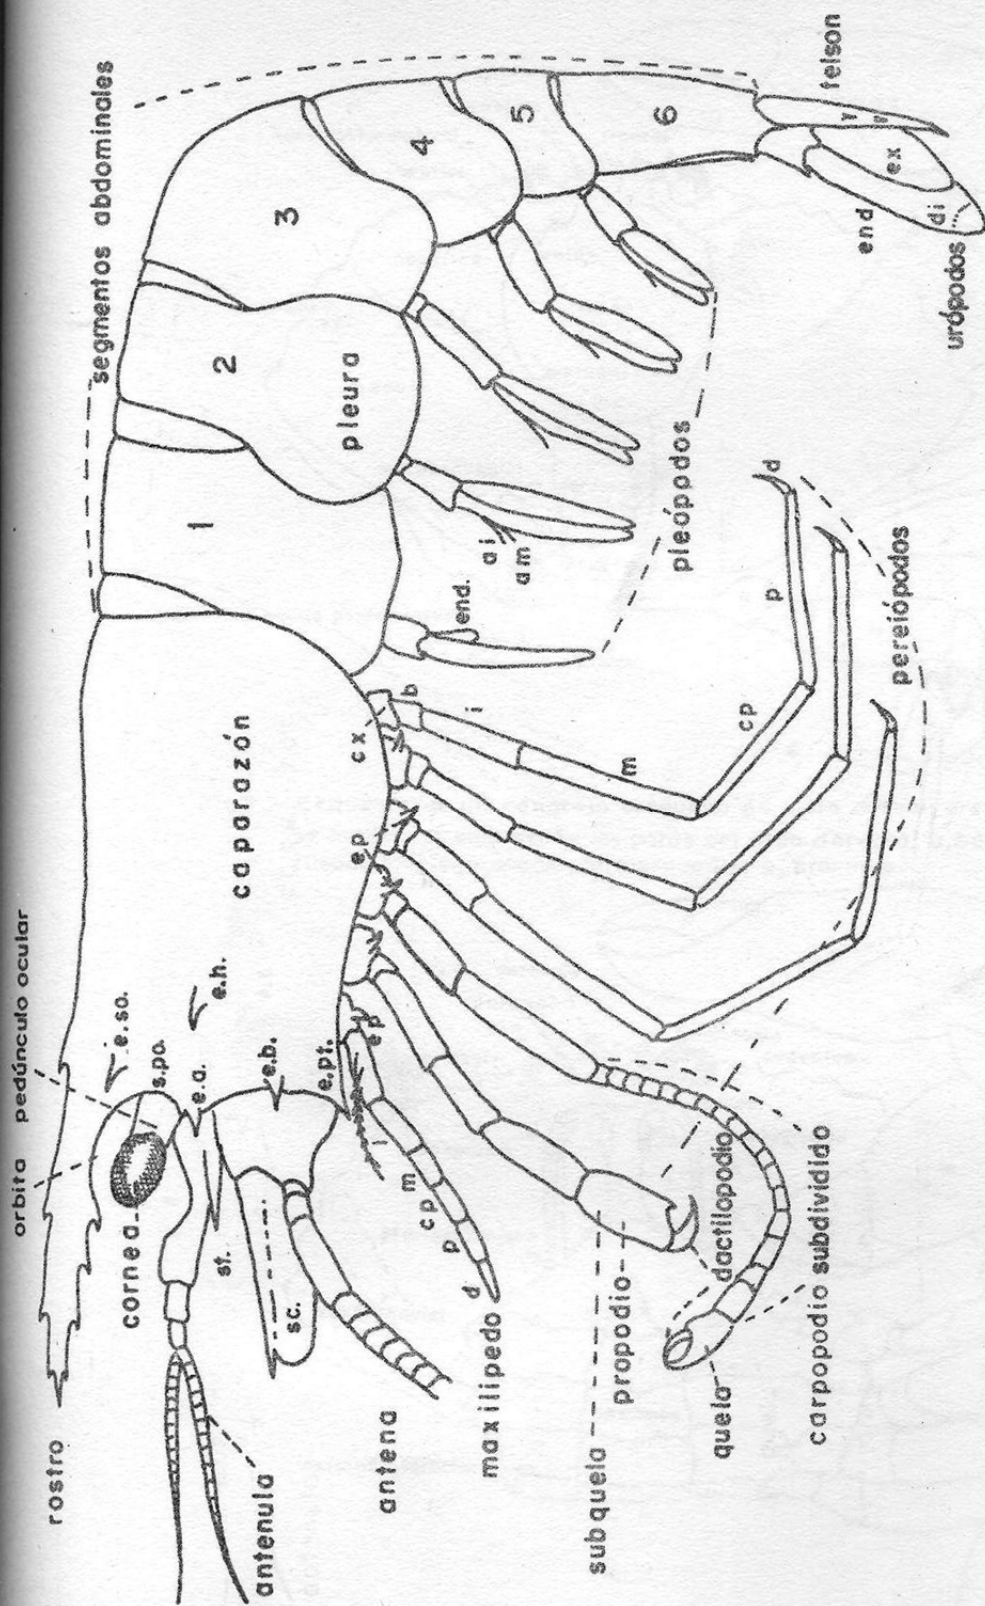 segmentos abdominales
orbita
pedúnculo ocular
rostro
cornea
e.so.
s.po.
e.a.
e.h.
e.b.
e.pt.
caparazón
1
2
3
4
5
6
pleura
telson
ex
end
di
urópodos
st.
sc.
antenula
antena
maxilipedo
d
p
cp
m
i
ep
ep
cx
b
i
m
cp
p
d
end.
ai
am
pleópodos
pereiópodos
subquela
propodio
dactilopodio
quela
carpopodio subdividido